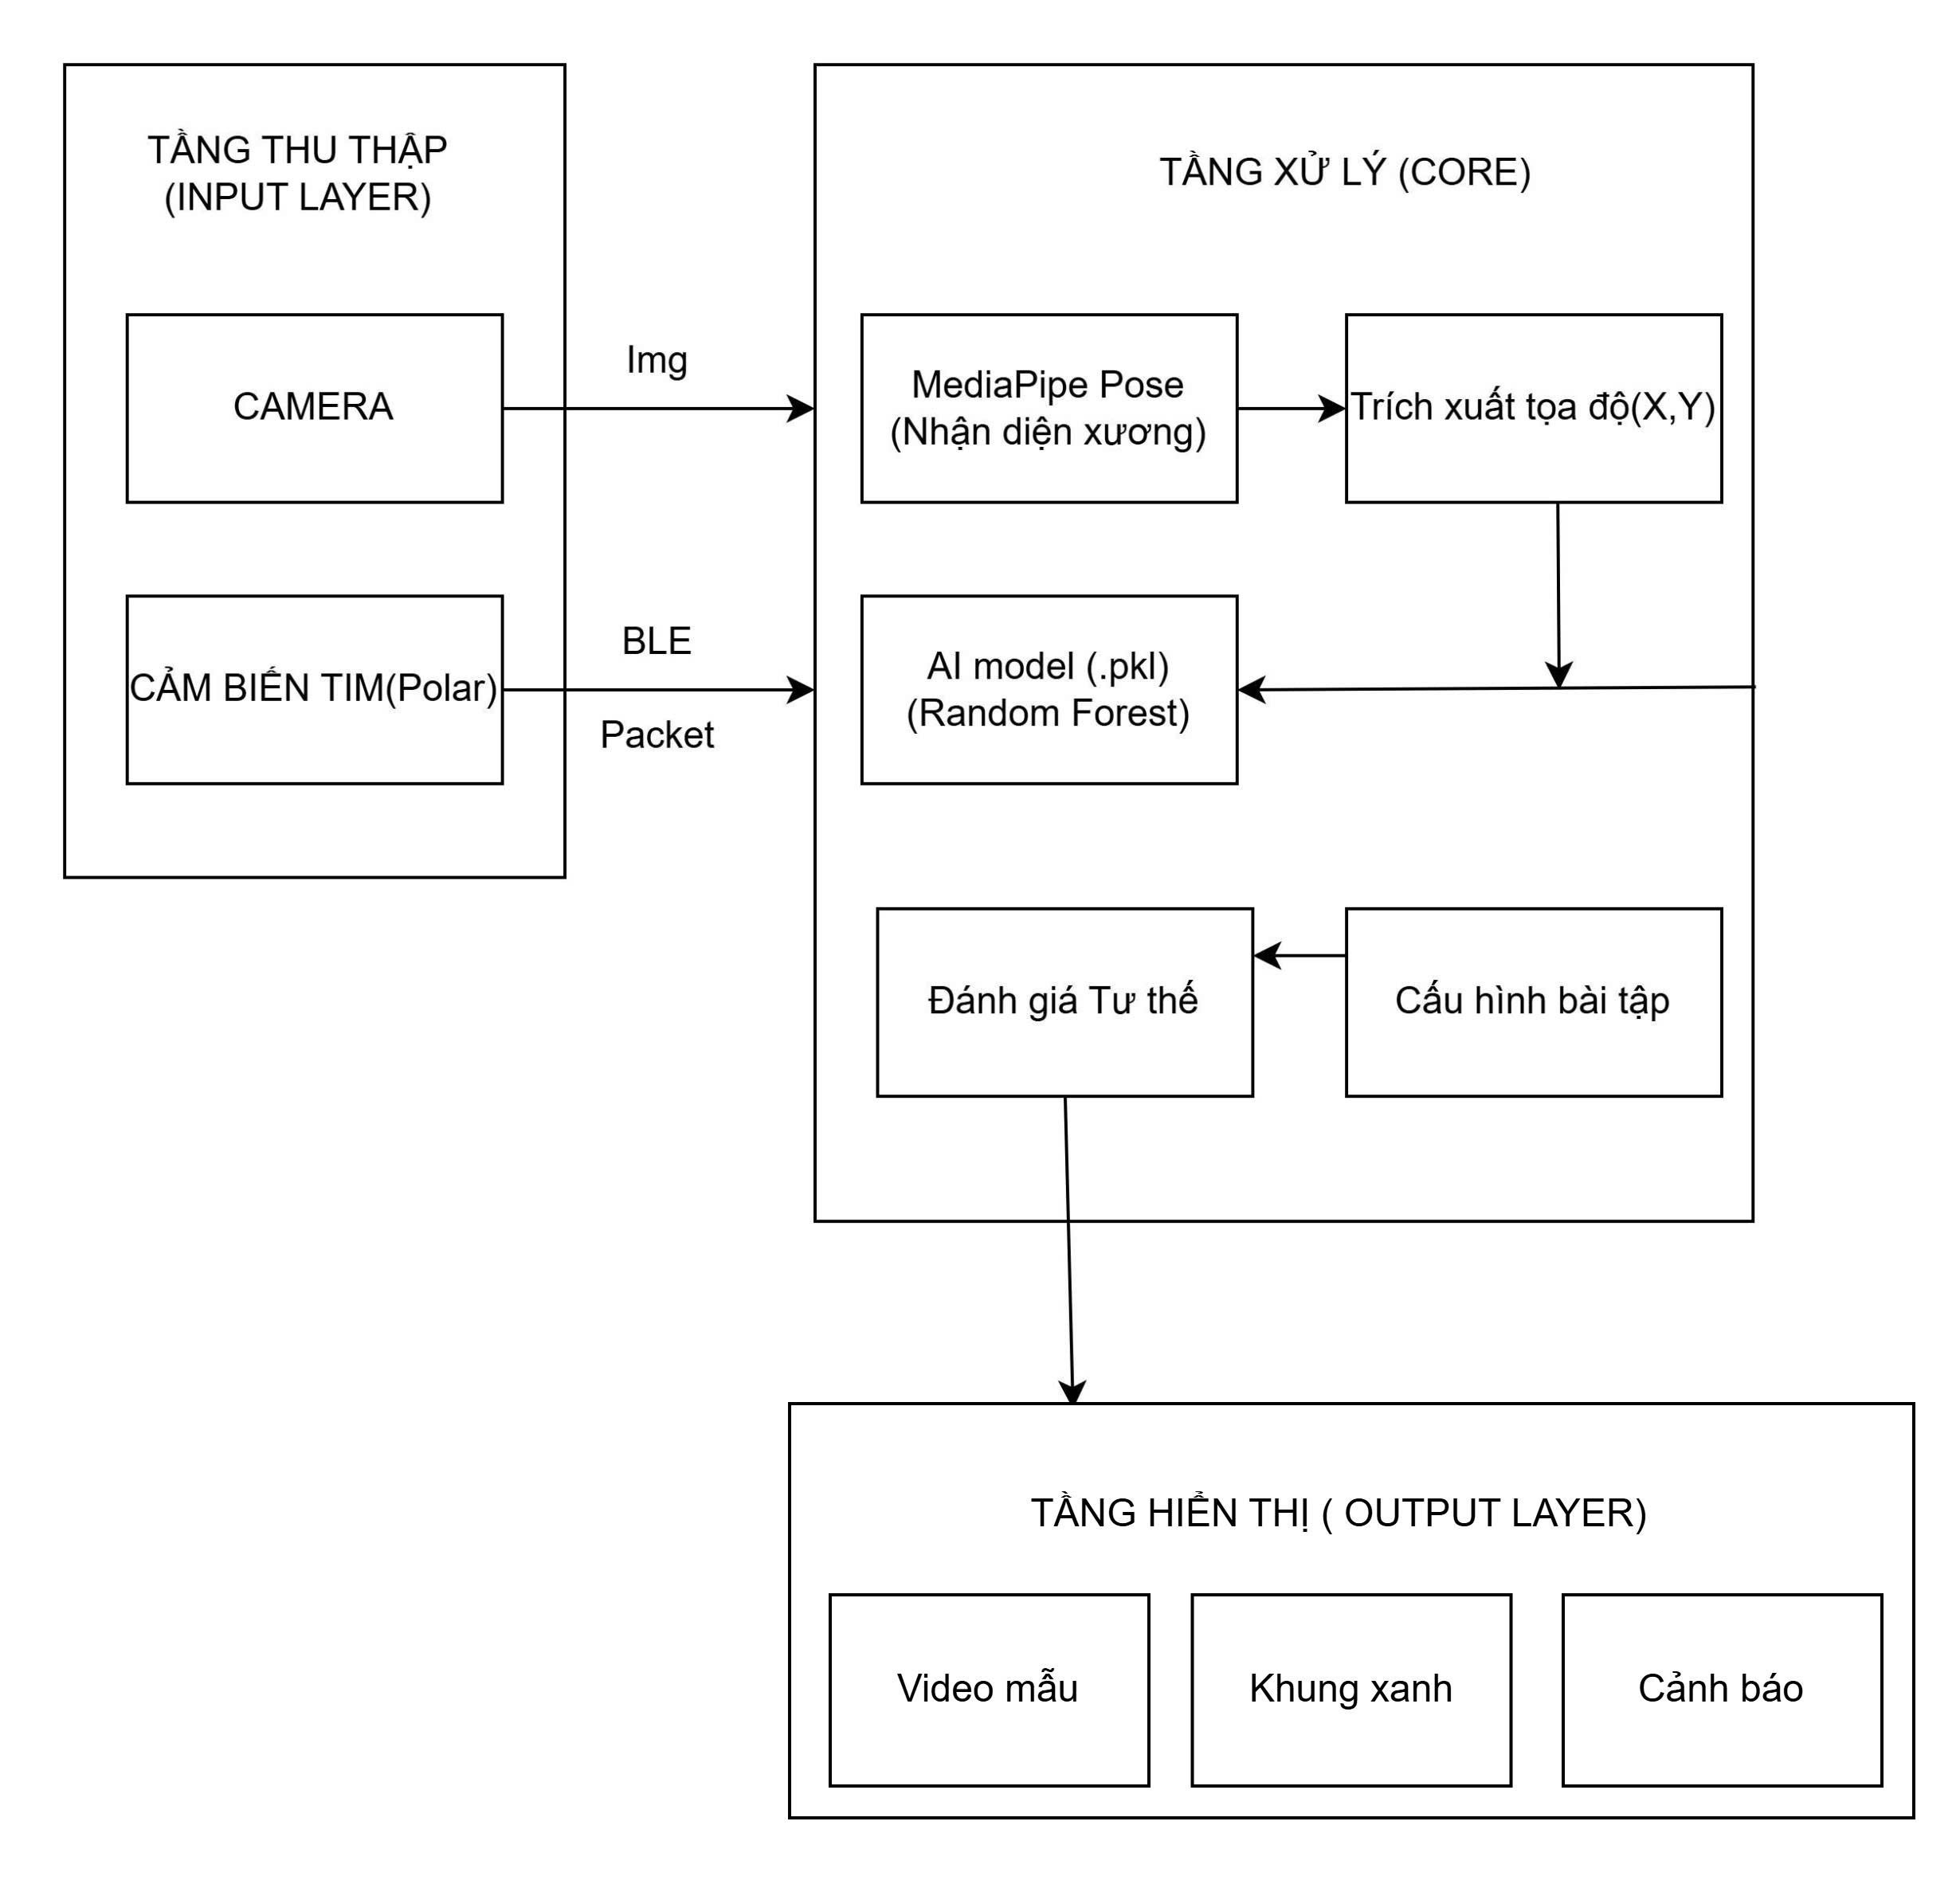 TẦNG THU THẬP
(INPUT LAYER)
CAMERA
CẢM BIẾN TIM(Polar)
Img
BLE
Packet
TẦNG XỬ LÝ (CORE)
MediaPipe Pose
(Nhận diện xương)
Trích xuất tọa độ(X,Y)
AI model (.pkl)
(Random Forest)
Đánh giá Tư thế
Cấu hình bài tập
TẦNG HIỂN THỊ ( OUTPUT LAYER)
Video mẫu
Khung xanh
Cảnh báo